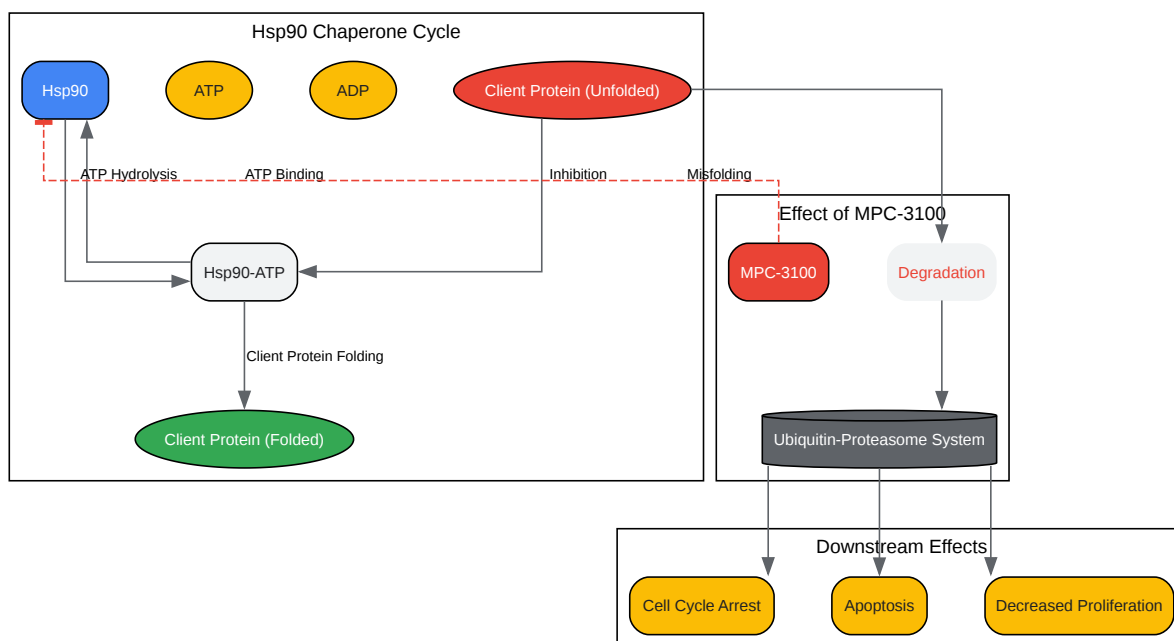 Hsp90 Chaperone Cycle
Hsp90
ATP
ADP
Client Protein (Unfolded)
ATP Hydrolysis
ATP Binding
Inhibition
Misfolding
Effect of MPC-3100
Hsp90-ATP
MPC-3100
Degradation
Client Protein Folding
Client Protein (Folded)
Ubiquitin-Proteasome System
Downstream Effects
Cell Cycle Arrest
Apoptosis
Decreased Proliferation